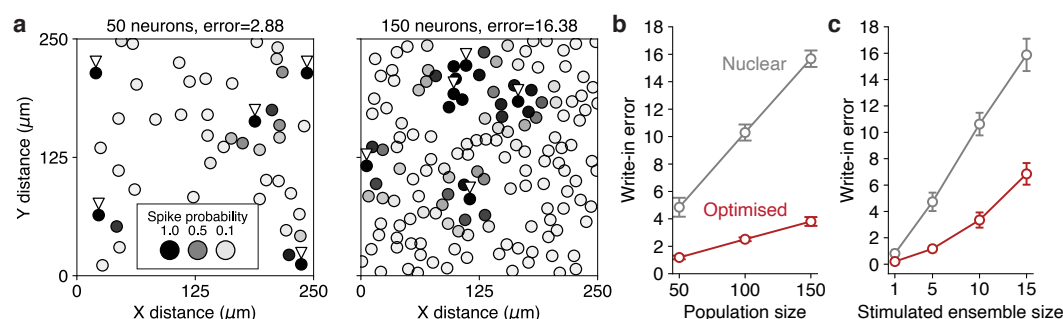 a
50 neurons, error=2.88
250
125
0
Y distance (μm)
0
125
250
X distance (μm)
Spike probability
1.0 0.5 0.1
150 neurons, error=16.38
0
125
250
X distance (μm)
b
Write-in error
18
16
14
12
10
8
6
4
2
0
Nuclear
Optimised
50
100
150
Population size
c
Write-in error
18
16
14
12
10
8
6
4
2
0
1
5
10
15
Stimulated ensemble size